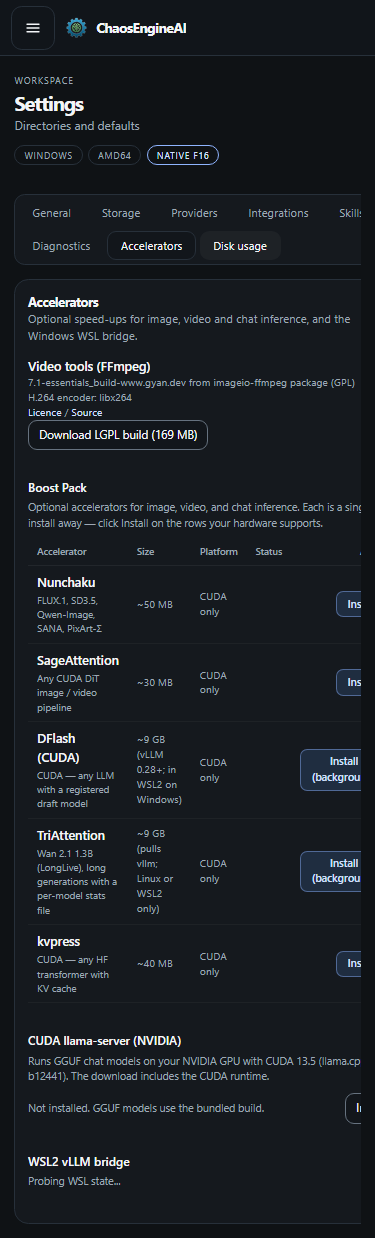 ChaosEngineAI
WORKSPACE
Settings
Directories and defaults
WINDOWS AMD64 NATIVE F16
General Storage Providers Integrations Skills
Diagnostics Accelerators Disk usage
Accelerators
Optional speed-ups for image, video and chat inference, and the
Windows WSL bridge.
Video tools (FFmpeg)
7.1-essentials_build-www.gyan.dev from imageio-ffmpeg package (GPL)
H.264 encoder: libx264
Licence / Source
Download LGPL build (169 MB)
Boost Pack
Optional accelerators for image, video, and chat inference. Each is a sing
install away — click Install on the rows your hardware supports.
Accelerator Size Platform Status
Nunchaku
FLUX.1, SD3.5,
Qwen-Image,
SANA, PixArt-Σ
~50 MB
CUDA
only
Ins
SageAttention
Any CUDA DiT
image / video
pipeline
~30 MB
CUDA
only
Ins
DFlash
(CUDA)
CUDA — any LLM
with a registered
draft model
~9 GB
(vLLM
0.28+; in
WSL2 on
Windows)
CUDA
only
Install
(backgrou
TriAttention
Wan 2.1 1.3B
(LongLive), long
generations with a
per-model stats
file
~9 GB
(pulls
vllm;
Linux or
WSL2
only)
CUDA
only
Install
(backgrou
kvpress
CUDA — any HF
transformer with
KV cache
~40 MB
CUDA
only
Ins
CUDA llama-server (NVIDIA)
Runs GGUF chat models on your NVIDIA GPU with CUDA 13.5 (llama.cp
b12441). The download includes the CUDA runtime.
Not installed. GGUF models use the bundled build.
WSL2 vLLM bridge
Probing WSL state...